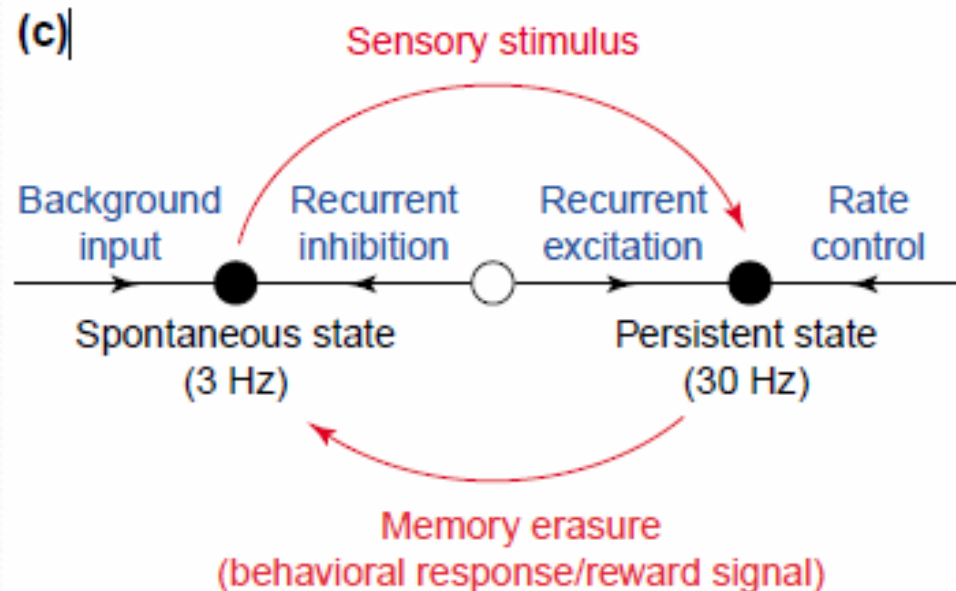 (c)
Sensory stimulus
Background
input
Recurrent
inhibition
Recurrent
excitation
Rate
control
Spontaneous state
(3 Hz)
Persistent state
(30 Hz)
Memory erasure
(behavioral response/reward signal)